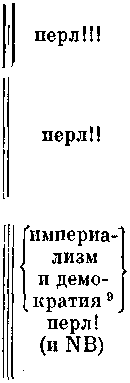 перл!!!
перл!!
империа-
лизм
и демо-
кратия ⁹
перл!
(и NB)